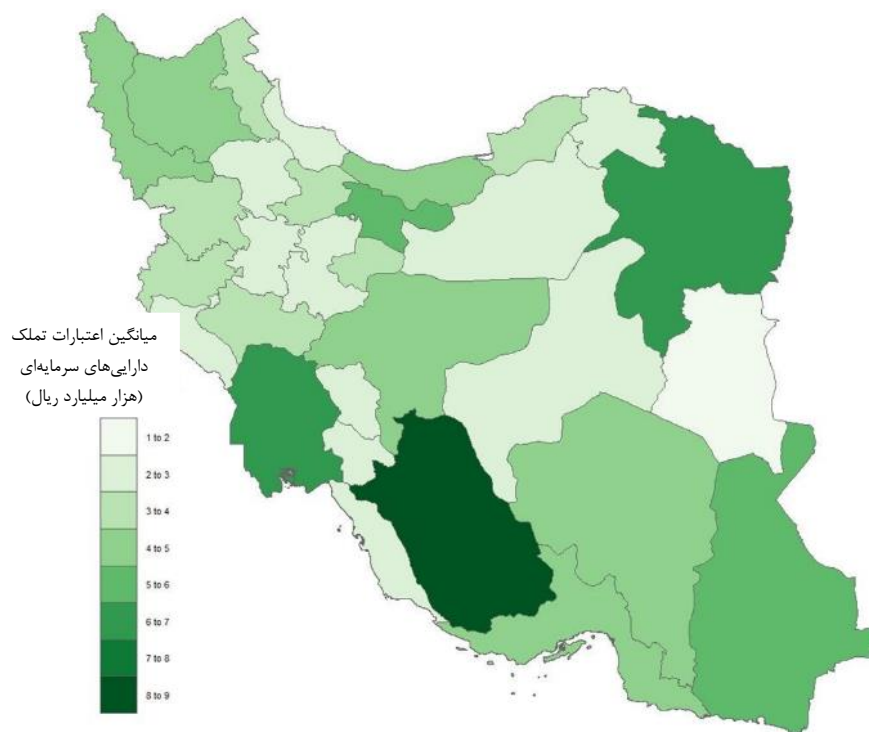 میانگین اعتبارات تملک
دارایی‌های سرمایه‌ای
(هزار میلیارد ریال)
1 to 2
2 to 3
3 to 4
4 to 5
5 to 6
6 to 7
7 to 8
8 to 9